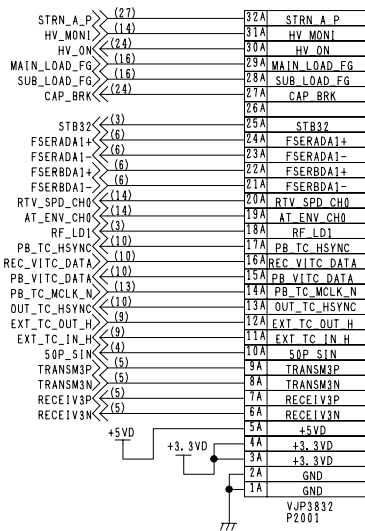 STRN_A_P (27) 32A STRN_A_P
HV_MONI (14) 31A HV_MONI
HV_ON (24) 30A HV_ON
MAIN_LOAD_FG (16) 29A MAIN_LOAD_FG
SUB_LOAD_FG (16) 28A SUB_LOAD_FG
CAP_BRK (24) 27A CAP_BRK
26A
STB32 (3) 25A STB32
FSERADA1+ (6) 24A FSERADA1+
FSERADA1- (6) 23A FSERADA1-
FSERBDA1+ (6) 22A FSERBDA1+
FSERBDA1- (6) 21A FSERBDA1-
RTV_SPD_CH0 (14) 20A RTV_SPD_CH0
AT_ENV_CH0 (14) 19A AT_ENV_CH0
RF_LD1 (3) 18A RF_LD1
PB_TC_HSYNC (10) 17A PB_TC_HSYNC
REC_VITC_DATA (10) 16A REC_VITC_DATA
PB_VITC_DATA (10) 15A PB_VITC_DATA
PB_TC_MCLK_N (13) 14A PB_TC_MCLK_N
OUT_TC_HSYNC (10) 13A OUT_TC_HSYNC
EXT_TC_OUT_H (9) 12A EXT_TC_OUT_H
EXT_TC_IN_H (9) 11A EXT_TC_IN_H
50P_SIN (4) 10A 50P_SIN
TRANSM3P (5) 9A TRANSM3P
TRANSM3N (5) 8A TRANSM3N
RECEIV3P (5) 7A RECEIV3P
RECEIV3N (5) 6A RECEIV3N
+5VD 5A +5VD
+3.3VD 4A +3.3VD
3A +3.3VD
2A GND
1A GND
VJP3832
P2001